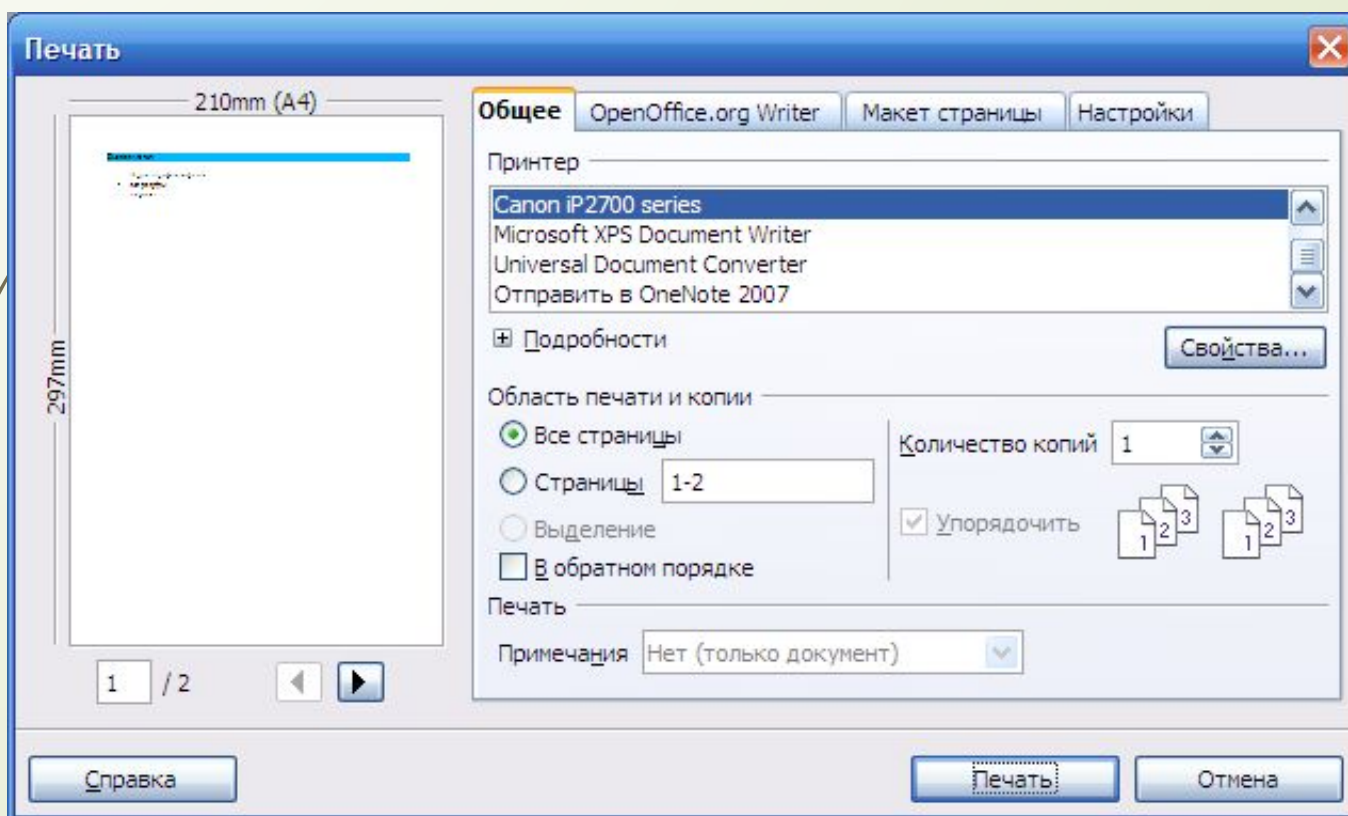 Печать
210mm (A4)
297mm
1 / 2
Общее OpenOffice.org Writer Макет страницы Настройки
Принтер
Canon iP2700 series
Microsoft XPS Document Writer
Universal Document Converter
Отправить в OneNote 2007
Подробности
Свойства...
Область печати и копии
Все страницы
Страницы 1-2
Выделение
В обратном порядке
Количество копий 1
Упорядочить
1 2 3 1 2 3
Печать
Примечания Нет (только документ)
Справка Печать Отмена